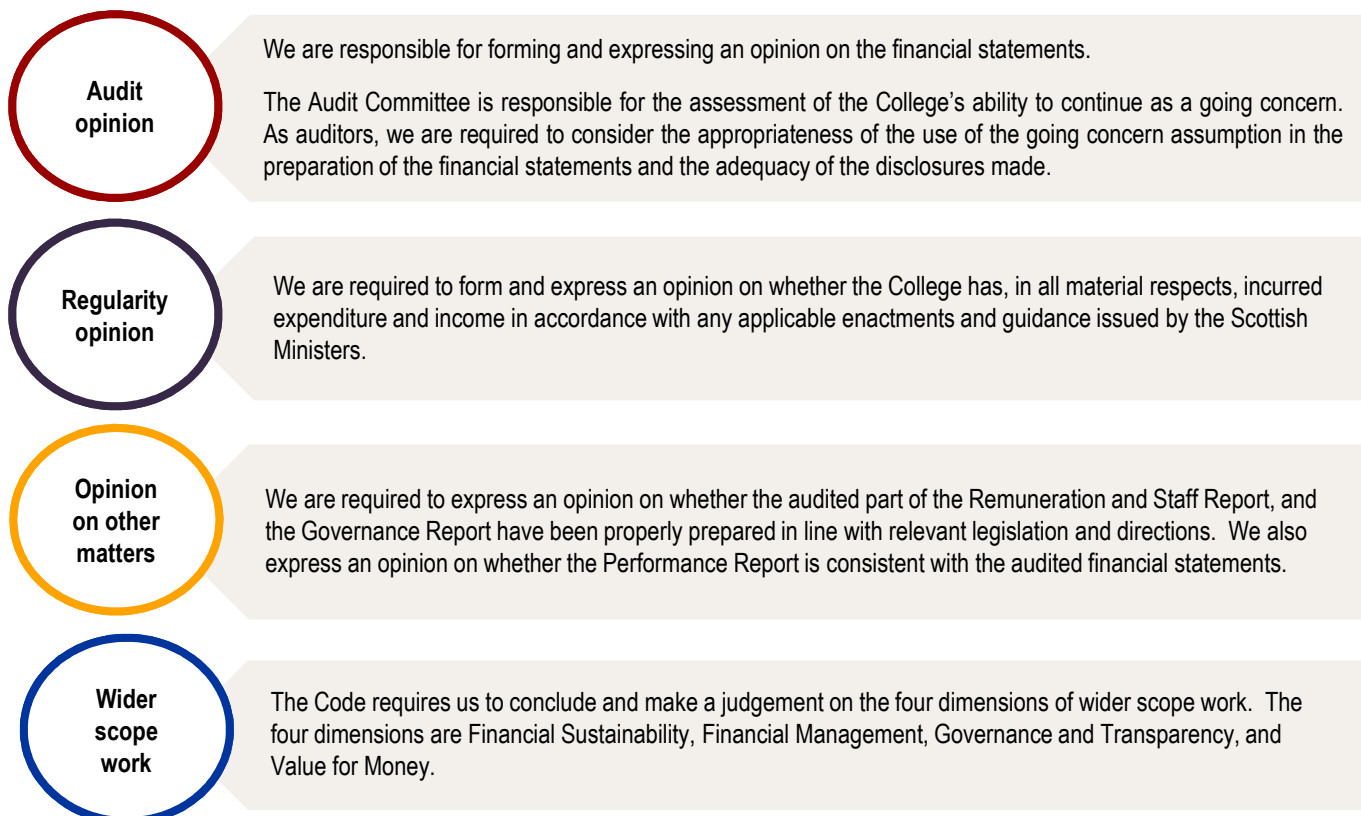 Audit
opinion
We are responsible for forming and expressing an opinion on the financial statements.
The Audit Committee is responsible for the assessment of the College's ability to continue as a going concern.
As auditors, we are required to consider the appropriateness of the use of the going concern assumption in the
preparation of the financial statements and the adequacy of the disclosures made.
Regularity
opinion
We are required to form and express an opinion on whether the College has, in all material respects, incurred
expenditure and income in accordance with any applicable enactments and guidance issued by the Scottish
Ministers.
Opinion
on other
matters
We are required to express an opinion on whether the audited part of the Remuneration and Staff Report, and
the Governance Report have been properly prepared in line with relevant legislation and directions.  We also
express an opinion on whether the Performance Report is consistent with the audited financial statements.
Wider
scope
work
The Code requires us to conclude and make a judgement on the four dimensions of wider scope work.  The
four dimensions are Financial Sustainability, Financial Management, Governance and Transparency, and
Value for Money.